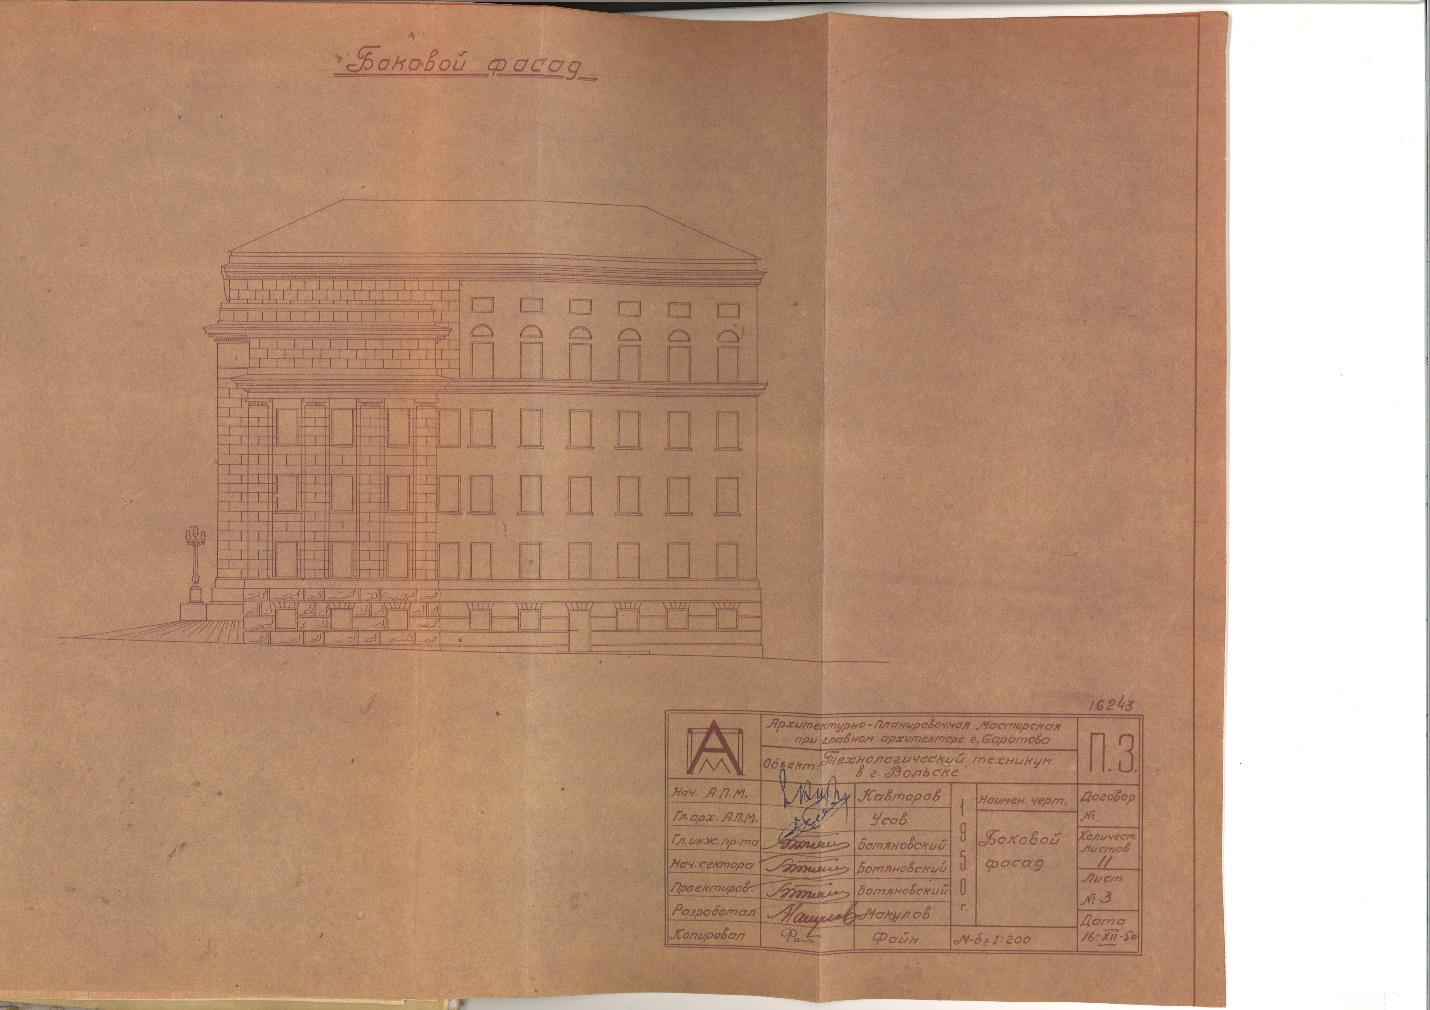 Боковой фасад
16243
АМ
Архитектурно-Планировочная Мастерская
при главном архитекторе г. Саратова
П.3.
Объект: Технологический техникум
в г. Вольске
Нач. А.П.М. Кавторов
Гл.арх. А.П.М. Усов
Гл.инж.пр-та Ботяновский
Нач.сектора Ботяновский
Проектиров. Ботяновский
Разработал Макулов
Копировал Файн
1950 г.
Наимен. черт.
Боковой
фасад
М-б 1:200
Договор
№
Количест.
листов
11
Лист
№ 3
Дата
16-XII-50